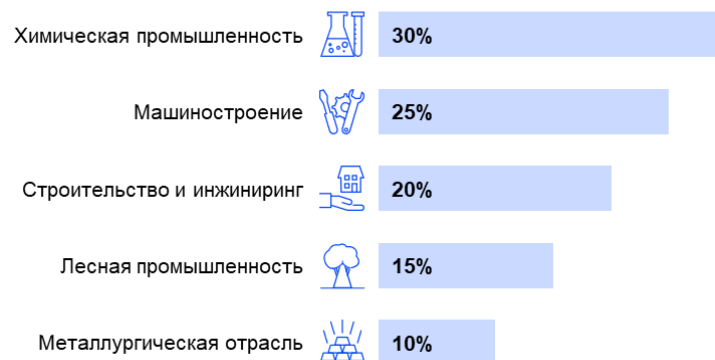 Химическая промышленность 30%
Машиностроение 25%
Строительство и инжиниринг 20%
Лесная промышленность 15%
Металлургическая отрасль 10%